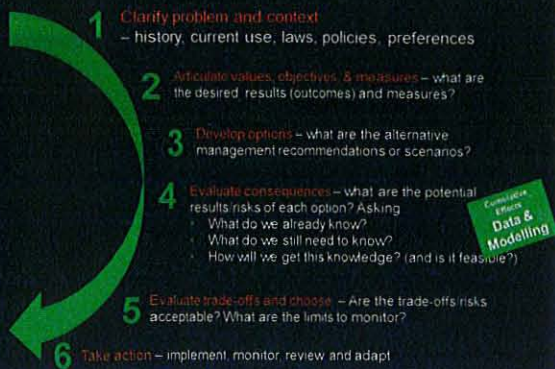 1 Clarify problem and context
– history, current use, laws, policies, preferences
2 Articulate values, objectives, & measures – what are
the desired results (outcomes) and measures?
3 Develop options – what are the alternative
management recommendations or scenarios?
4 Evaluate consequences – what are the potential
results/risks of each option? Asking
What do we already know?
What do we still need to know?
How will we get this knowledge? (and is it feasible?)
Cumulative
Effects
Data &
Modelling
5 Evaluate trade-offs and choose – Are the trade-offs/risks
acceptable? What are the limits to monitor?
6 Take action – implement, monitor, review and adapt